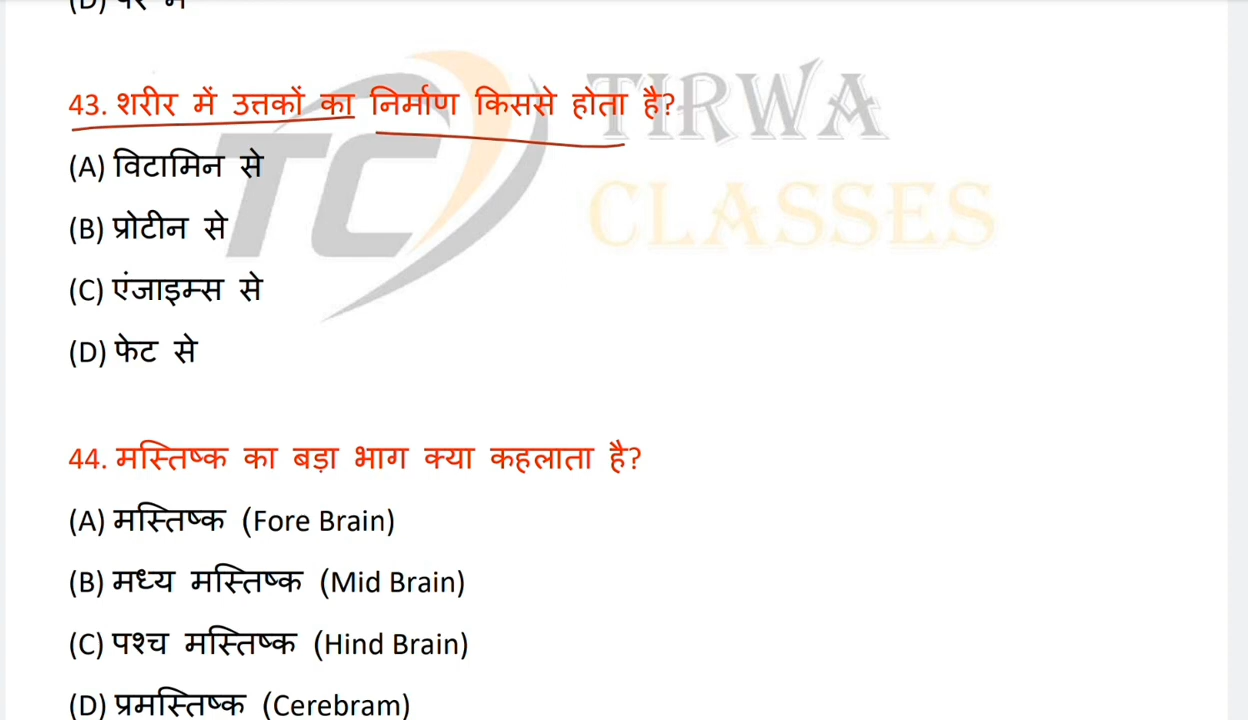 43. शरीर में उत्तकों का निर्माण किससे होता है?
TIRWA
(A) विटामिन से
(B) प्रोटीन से
TC
CLASSES
(C) एंजाइम्स से
(D) फेट से
44. मस्तिष्क का बड़ा भाग क्या कहलाता है?
(A) मस्तिष्क (Fore Brain)
(B) मध्य मस्तिष्क (Mid Brain)
(C) पश्च मस्तिष्क (Hind Brain)
(D) प्रमस्तिष्क (Cerebram)